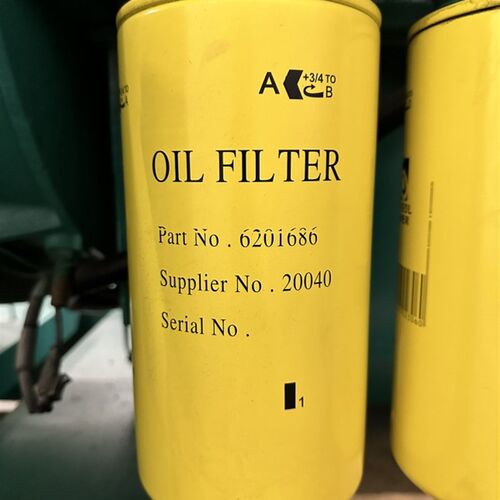 A +3/4 TO B
OIL FILTER
Part No . 6201686
Supplier No . 20040
Serial No .
1